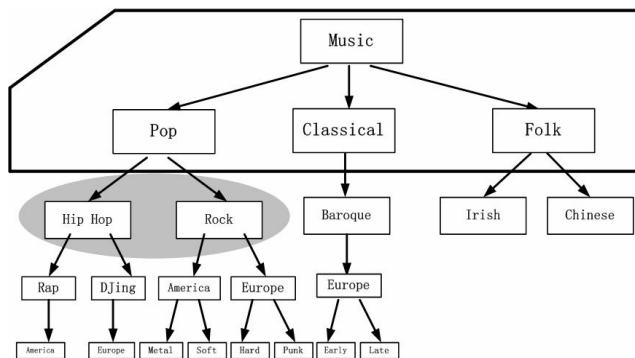 Music
Pop
Classical
Folk
Hip Hop
Rock
Baroque
Irish
Chinese
Rap
DJing
America
Europe
Europe
America
Europe
Metal
Soft
Hard
Punk
Early
Late